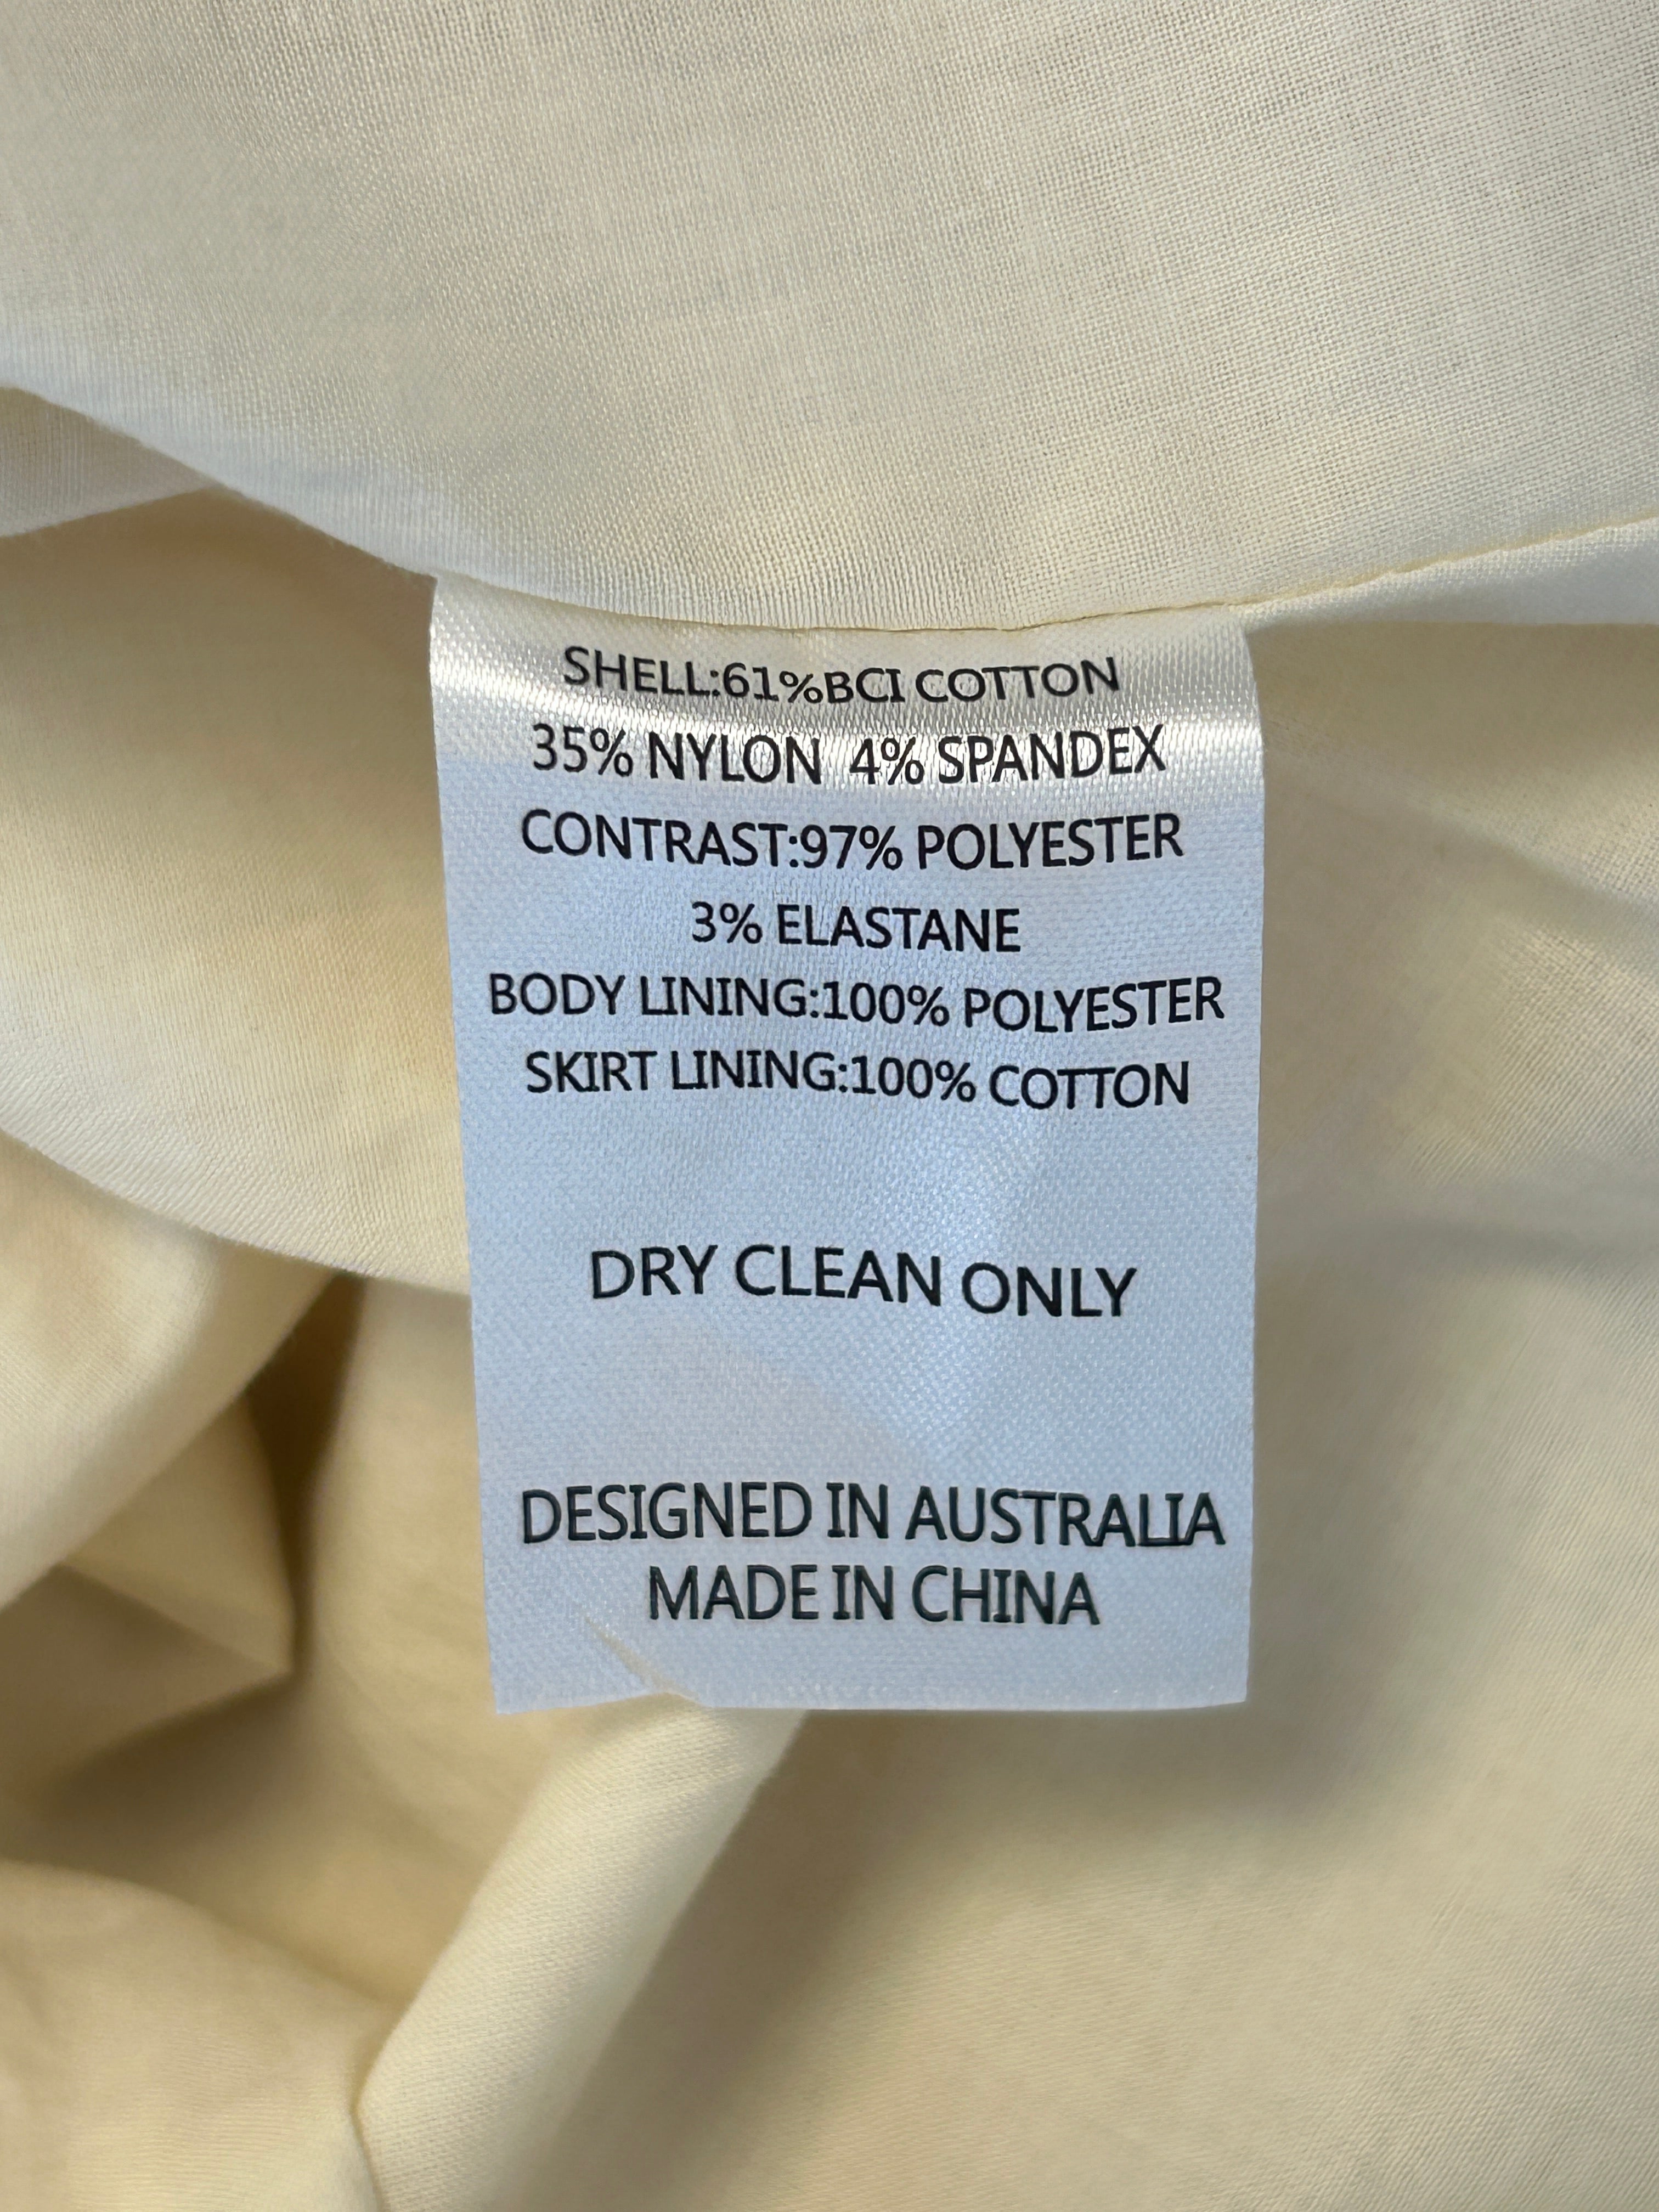 SHELL:61%BCI COTTON
35% NYLON 4% SPANDEX
CONTRAST:97% POLYESTER
3% ELASTANE
BODY LINING:100% POLYESTER
SKIRT LINING:100% COTTON
DRY CLEAN ONLY
DESIGNED IN AUSTRALIA
MADE IN CHINA